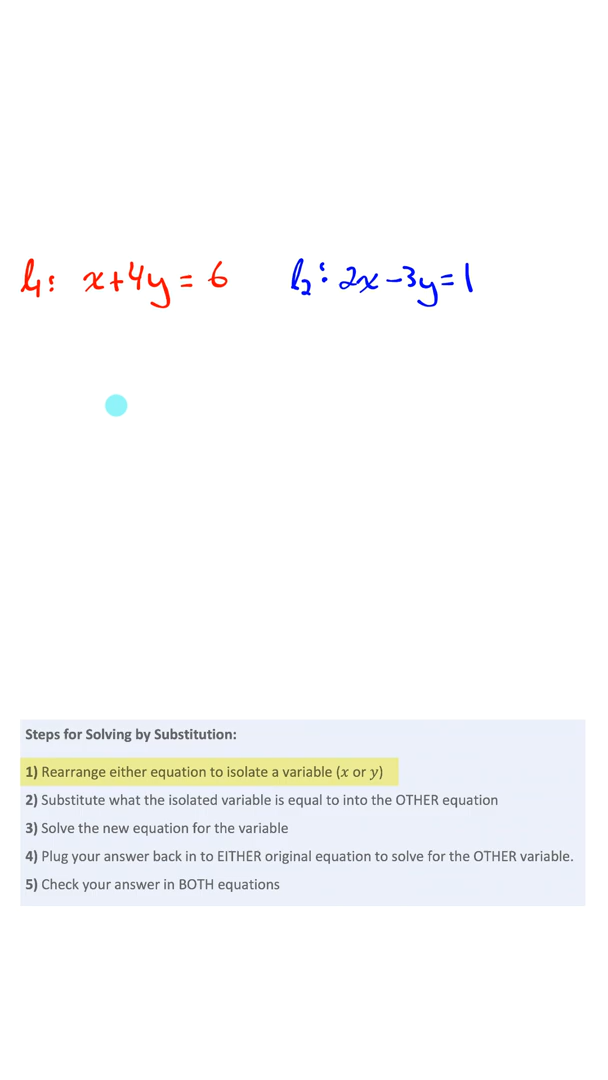 l₁: x+4y=6 l₂: 2x-3y=1
Steps for Solving by Substitution:
1) Rearrange either equation to isolate a variable (x or y)
2) Substitute what the isolated variable is equal to into the OTHER equation
3) Solve the new equation for the variable
4) Plug your answer back in to EITHER original equation to solve for the OTHER variable.
5) Check your answer in BOTH equations